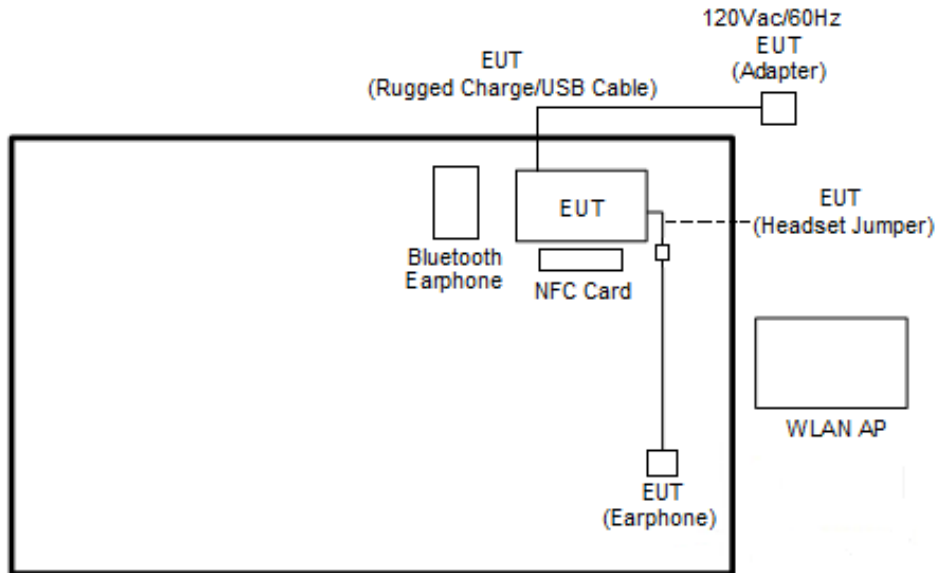 120Vac/60Hz
EUT
(Adapter)
EUT
(Rugged Charge/USB Cable)
EUT
EUT
(Headset Jumper)
Bluetooth
Earphone
NFC Card
WLAN AP
EUT
(Earphone)